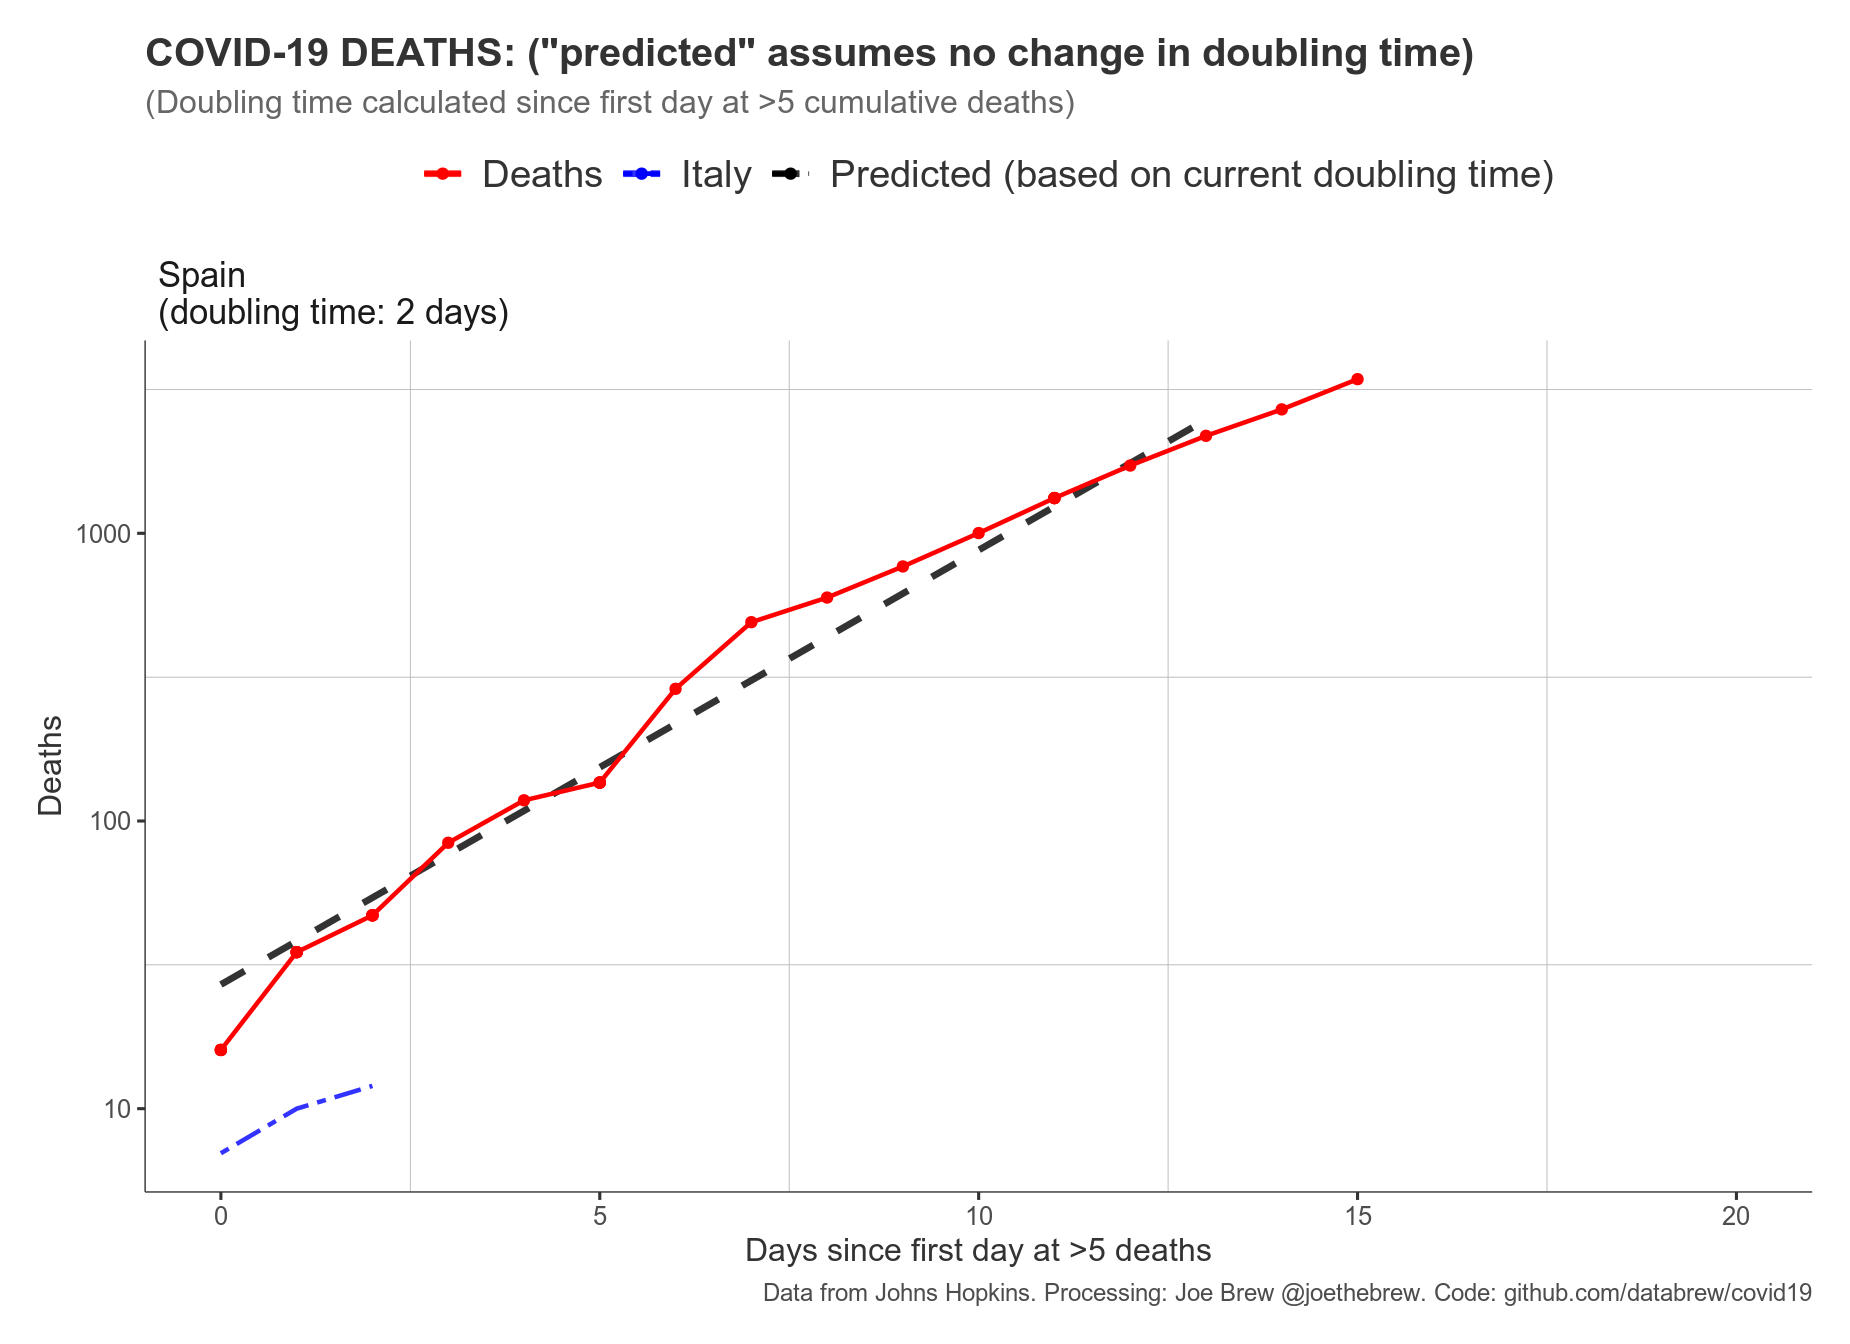 COVID-19 DEATHS: ("predicted" assumes no change in doubling time)
(Doubling time calculated since first day at >5 cumulative deaths)
Deaths Italy Predicted (based on current doubling time)
Spain
(doubling time: 2 days)
Deaths
1000
100
10
0 5 10 15 20
Days since first day at >5 deaths
Data from Johns Hopkins. Processing: Joe Brew @joethebrew. Code: github.com/databrew/covid19